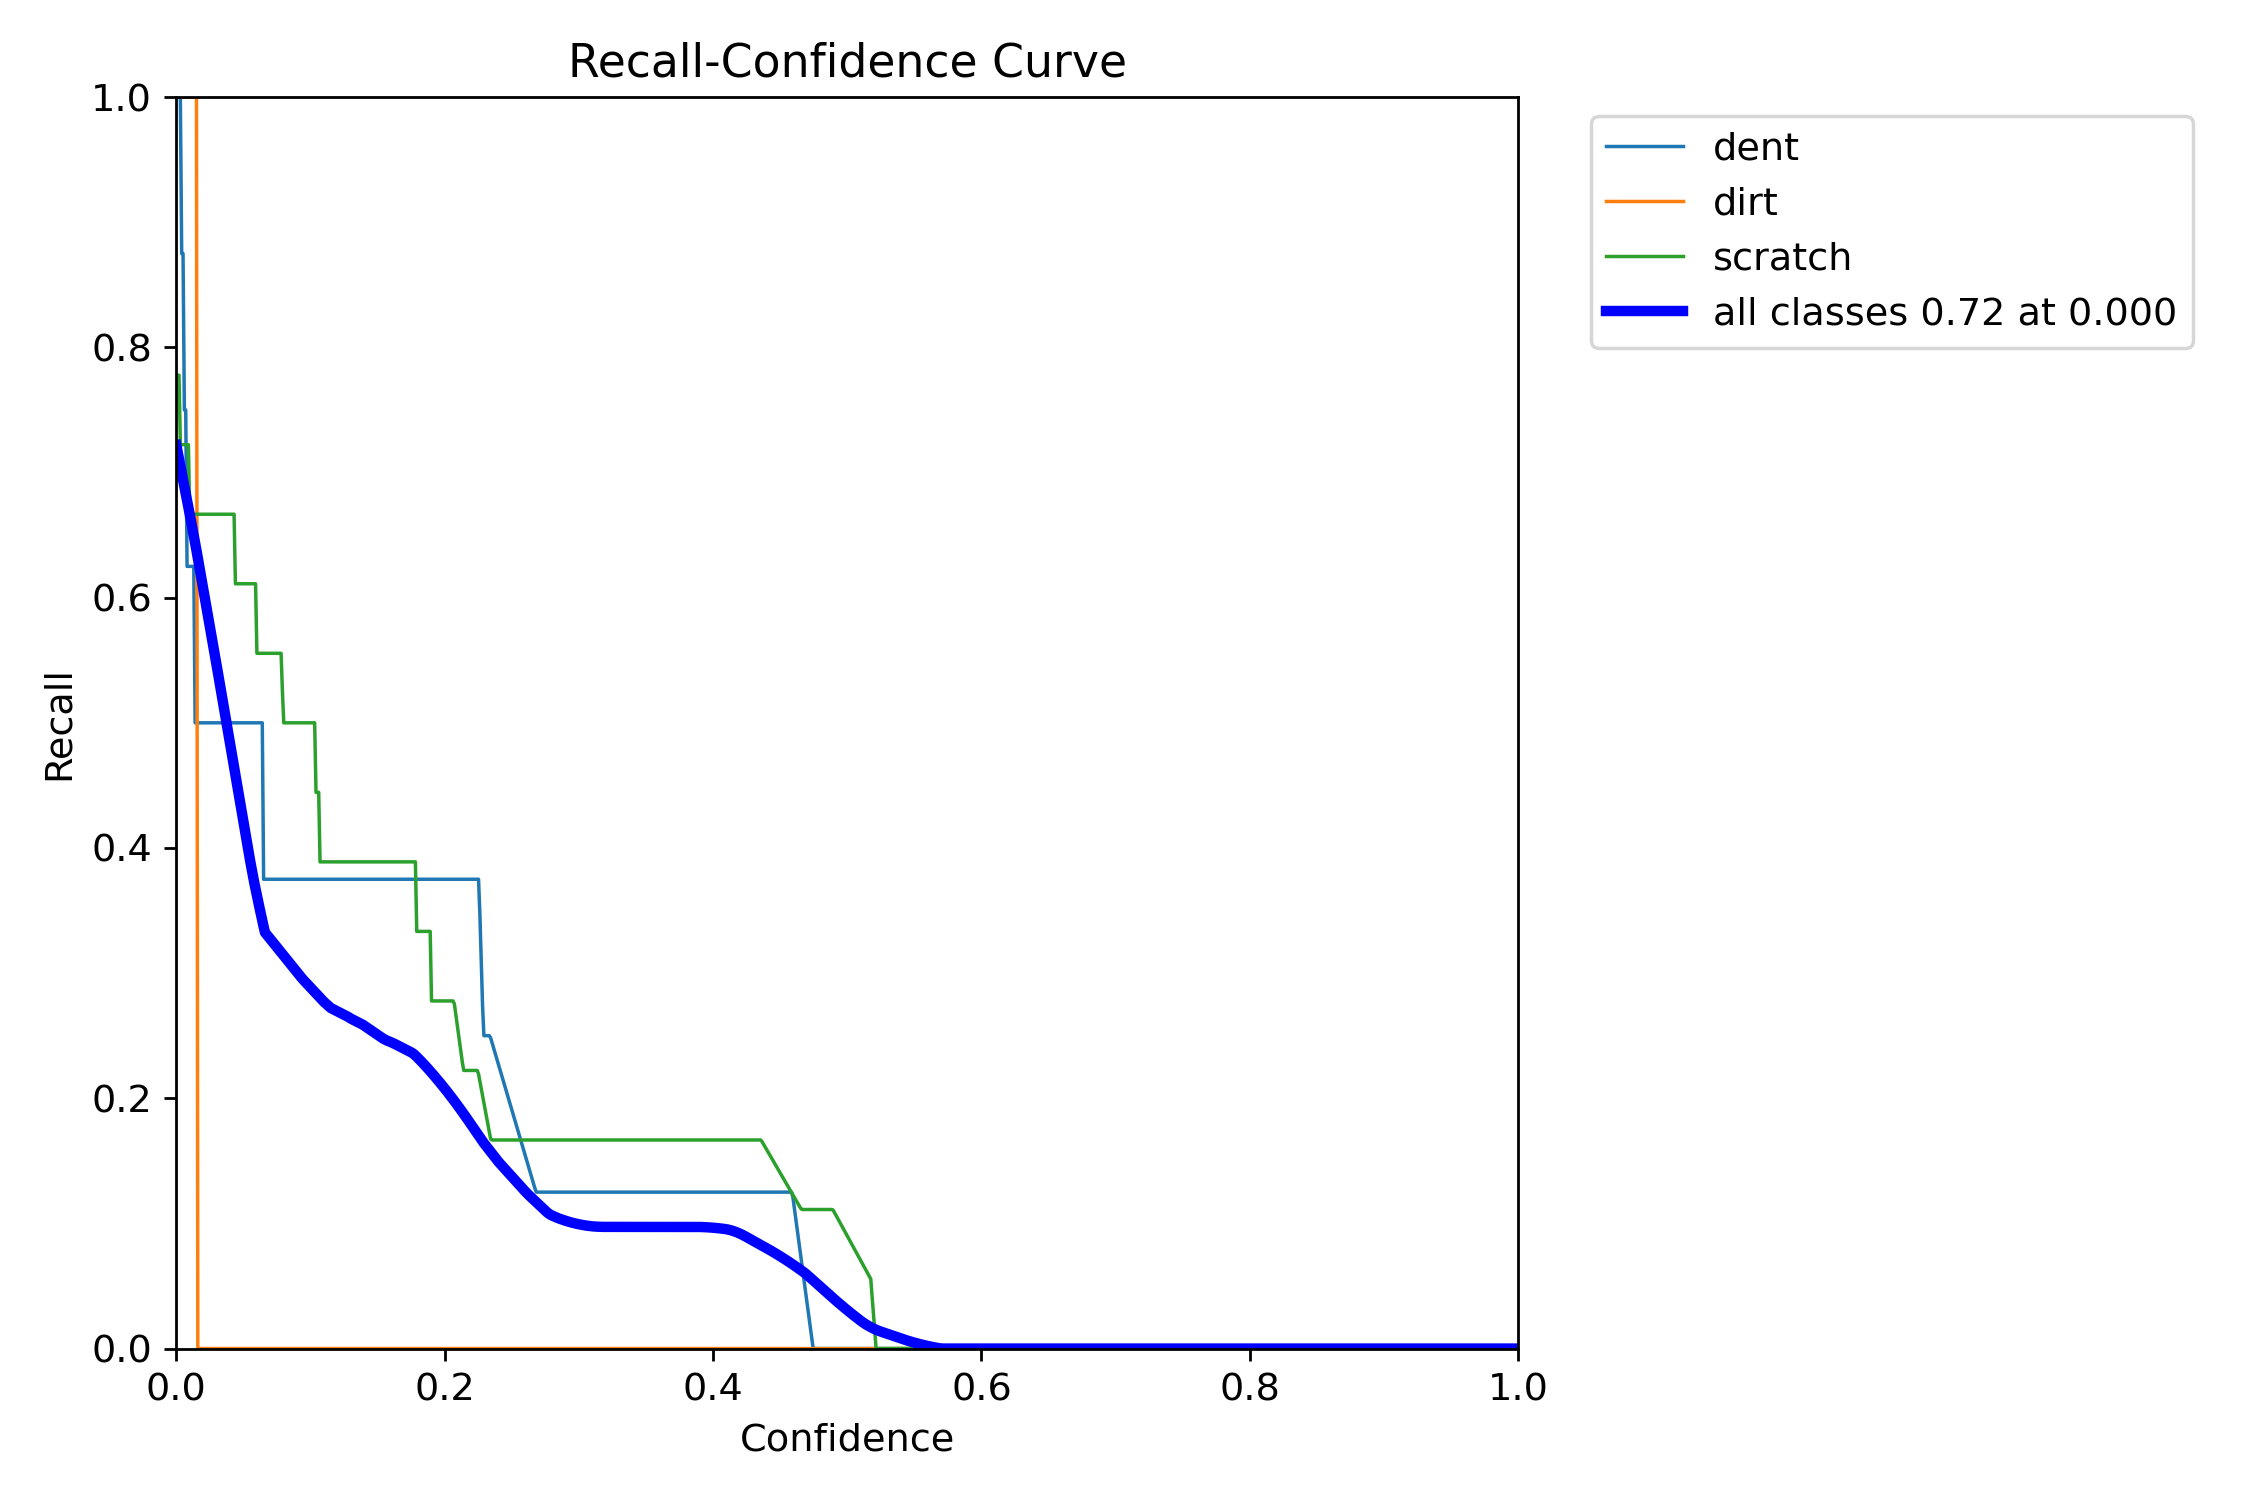 Recall-Confidence Curve
1.0
0.8
0.6
0.4
0.2
0.0
Recall
0.0 0.2 0.4 0.6 0.8 1.0
Confidence
dent
dirt
scratch
all classes 0.72 at 0.000